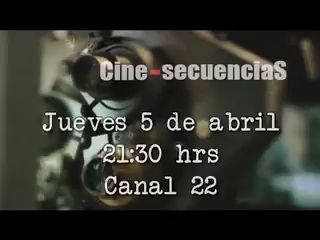 Cine-secuenciaS
Jueves 5 de abril
21:30 hrs
Canal 22